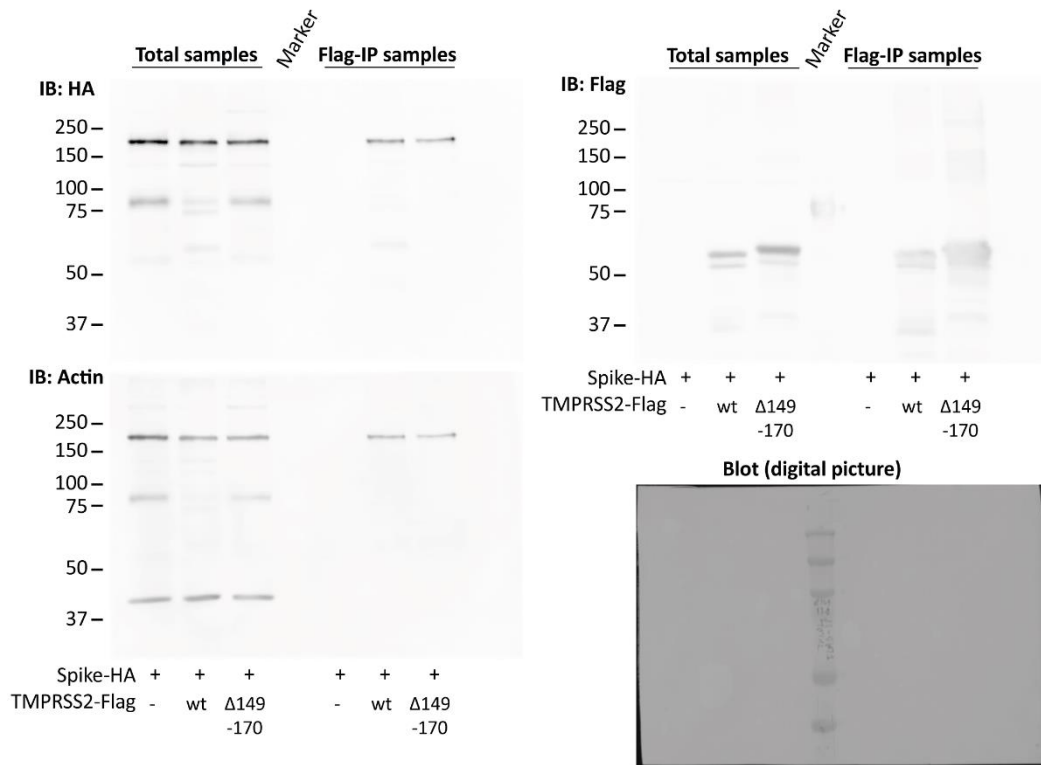 Total samples Marker Flag-IP samples
IB: HA
250
150
100
75
50
37
IB: Actin
250
150
100
75
50
37
Spike-HA + + + + + +
TMPRSS2-Flag - wt Δ149 - wt Δ149
-170 -170
Total samples Marker Flag-IP samples
IB: Flag
250
150
100
75
50
37
Spike-HA + + + + + +
TMPRSS2-Flag - wt Δ149 - wt Δ149
-170 -170
Blot (digital picture)